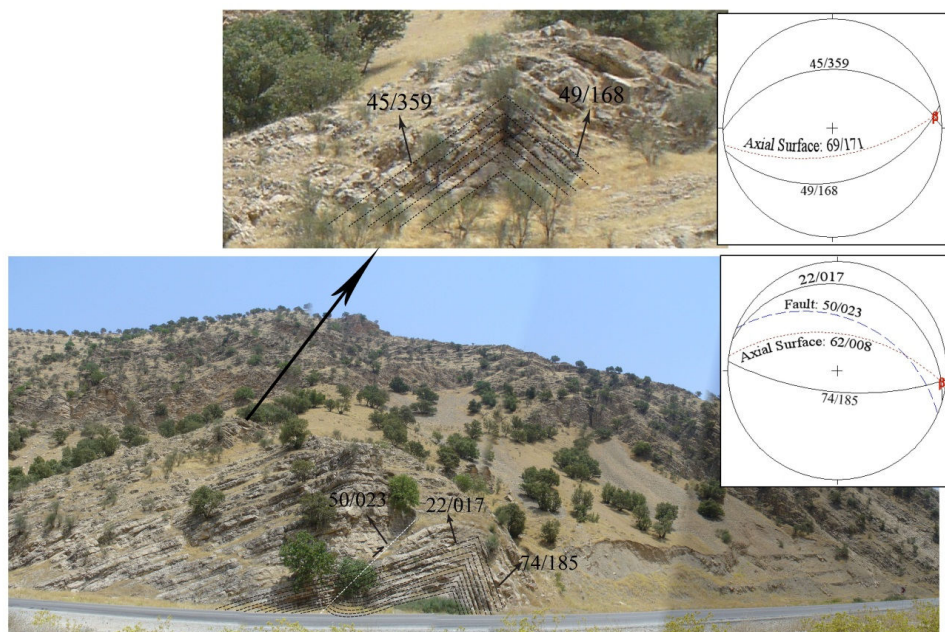 45/359
49/168
45/359
β
Axial Surface: 69/171
49/168
22/017
Fault: 50/023
Axial Surface: 62/008
β
74/185
50/023
22/017
74/185